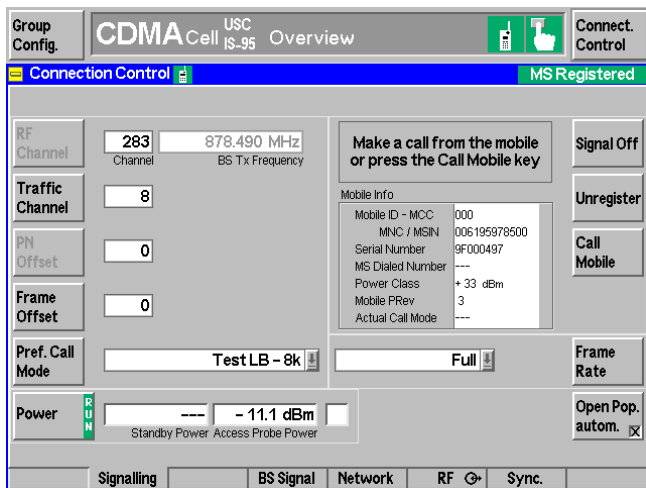 Group Config.
CDMA Cell USC IS-95 Overview
Connect. Control
Connection Control
MS Registered
RF Channel
283
878.490 MHz
Channel
BS Tx Frequency
Make a call from the mobile
or press the Call Mobile key
Signal Off
Traffic Channel
8
Mobile Info
Mobile ID - MCC 000
MNC / MSIN 006195978500
Serial Number 9F000497
MS Dialed Number ---
Power Class + 33 dBm
Mobile PRev 3
Actual Call Mode ---
Unregister
PN Offset
0
Call Mobile
Frame Offset
0
Pref. Call Mode
Test LB - 8k
Full
Frame Rate
Power
RUN
---
- 11.1 dBm
Standby Power
Access Probe Power
Open Pop. autom.
Signalling
BS Signal
Network
RF
Sync.